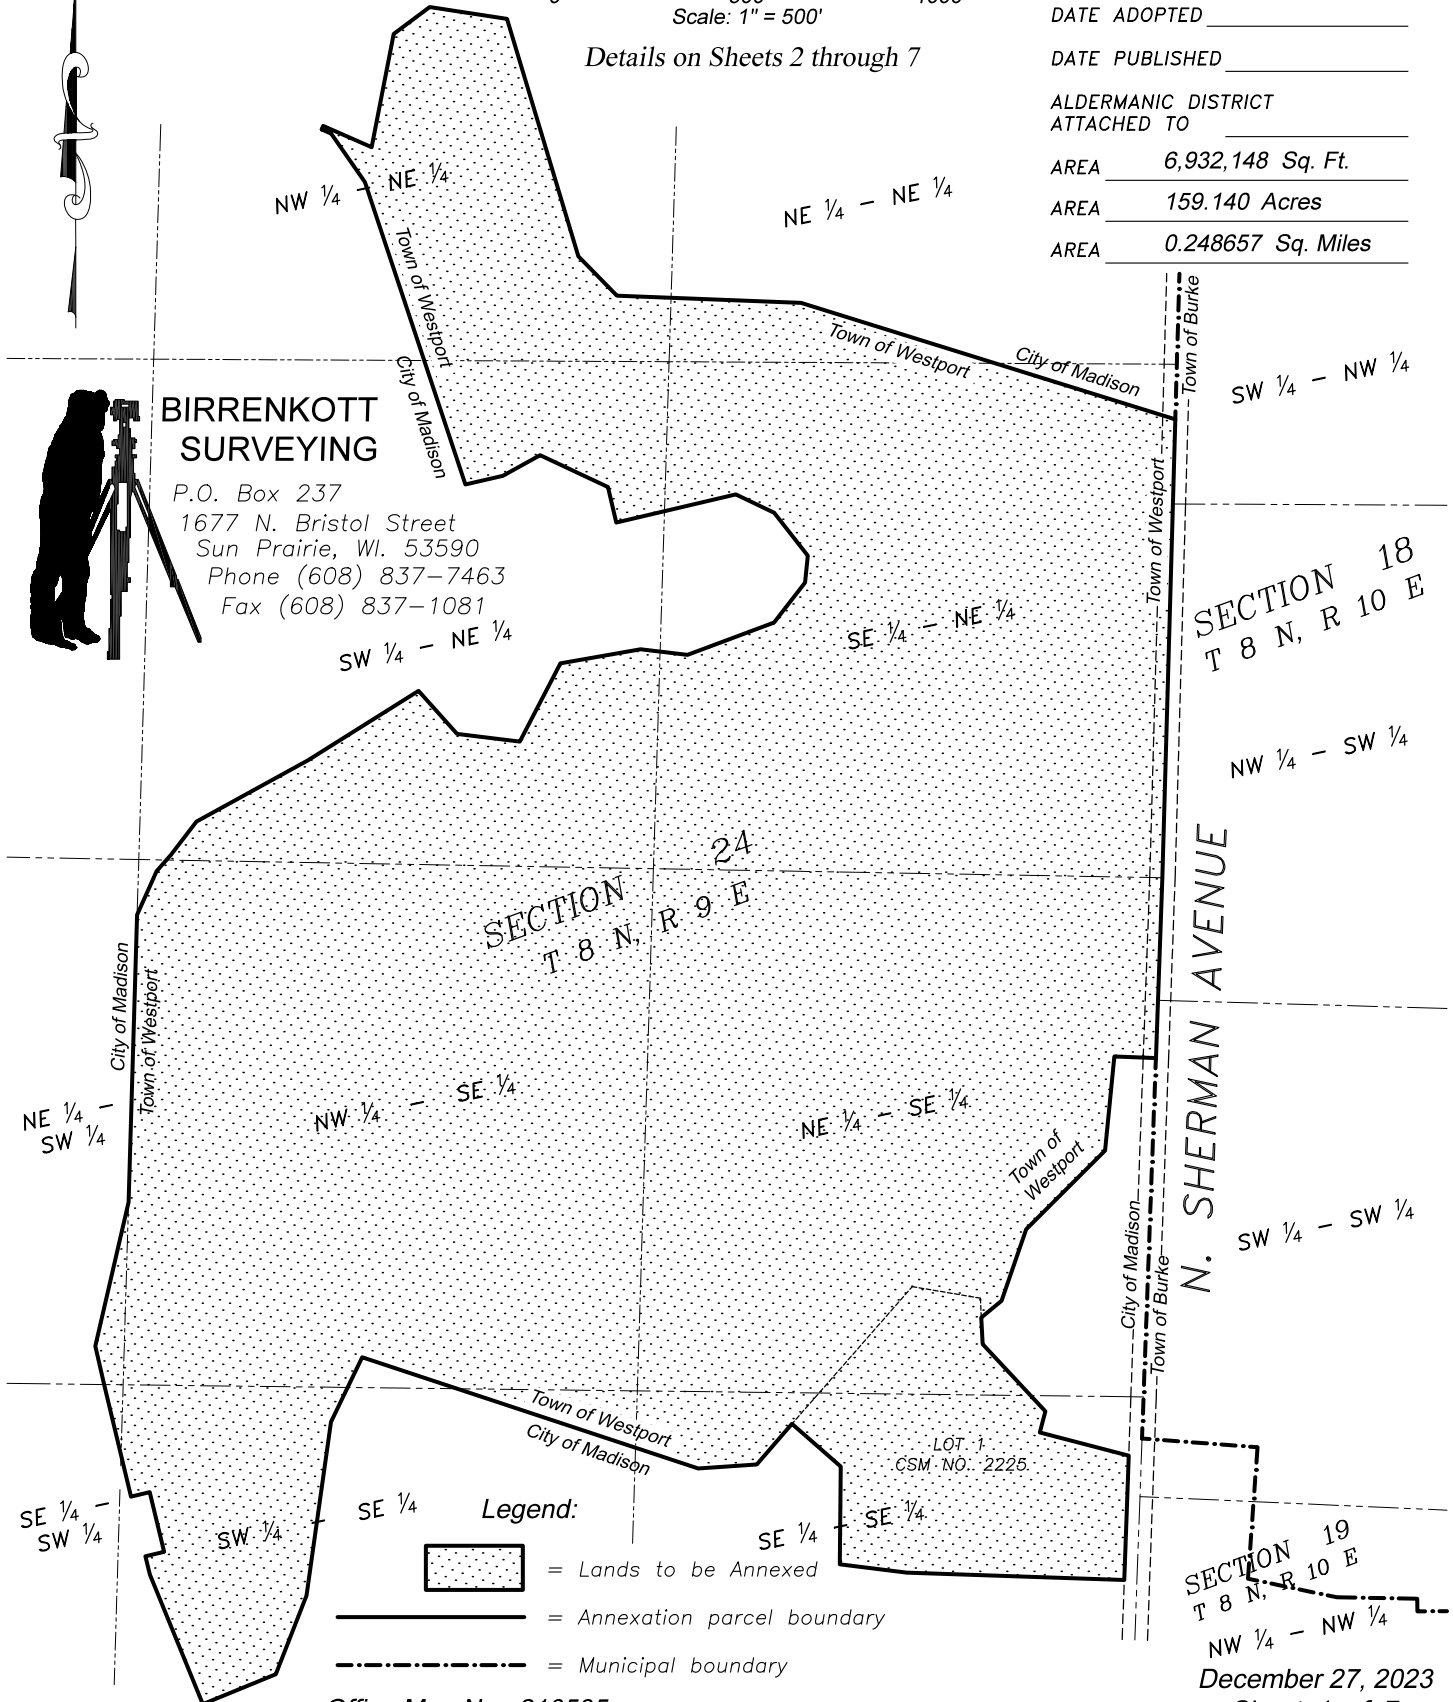 Scale: 1" = 500'
Details on Sheets 2 through 7
DATE ADOPTED
DATE PUBLISHED
ALDERMANIC DISTRICT
ATTACHED TO
AREA 6,932,148 Sq. Ft.
AREA 159.140 Acres
AREA 0.248657 Sq. Miles
NW ¼ – NE ¼
NE ¼ – NE ¼
Town of Westport
City of Madison
Town of Westport
City of Madison
Town of Burke
SW ¼ – NW ¼
BIRRENKOTT
SURVEYING
P.O. Box 237
1677 N. Bristol Street
Sun Prairie, WI. 53590
Phone (608) 837-7463
Fax (608) 837-1081
Town of Westport
SECTION 18
T 8 N, R 10 E
SW ¼ – NE ¼
SE ¼ – NE ¼
NW ¼ – SW ¼
SECTION 24
T 8 N, R 9 E
N. SHERMAN AVENUE
City of Madison
Town of Westport
NE ¼ –
SW ¼
NW ¼ – SE ¼
NE ¼ – SE ¼
Town of
Westport
City of Madison
Town of Burke
SW ¼ – SW ¼
Town of Westport
City of Madison
LOT 1
CSM NO. 2225
SE ¼ –
SW ¼
SW ¼ – SE ¼
SE ¼ – SE ¼
Legend:
= Lands to be Annexed
= Annexation parcel boundary
= Municipal boundary
SECTION 19
T 8 N, R 10 E
NW ¼ – NW ¼
December 27, 2023